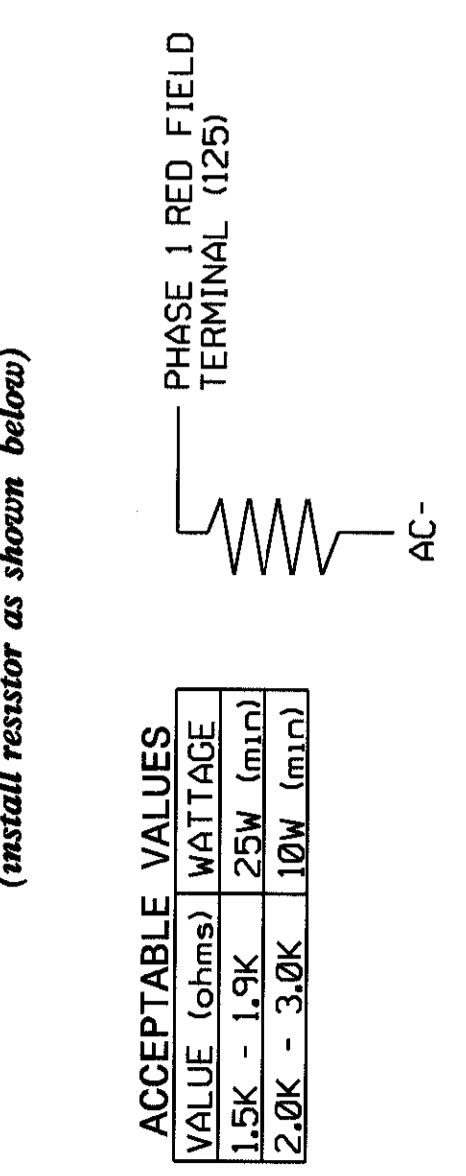 (install resistor as shown below)
ACCEPTABLE VALUES
VALUE (ohms) WATTAGE
1.5K - 1.9K 25W (min)
2.0K - 3.0K 10W (min)
PHASE 1 RED FIELD
TERMINAL (125)
AC-